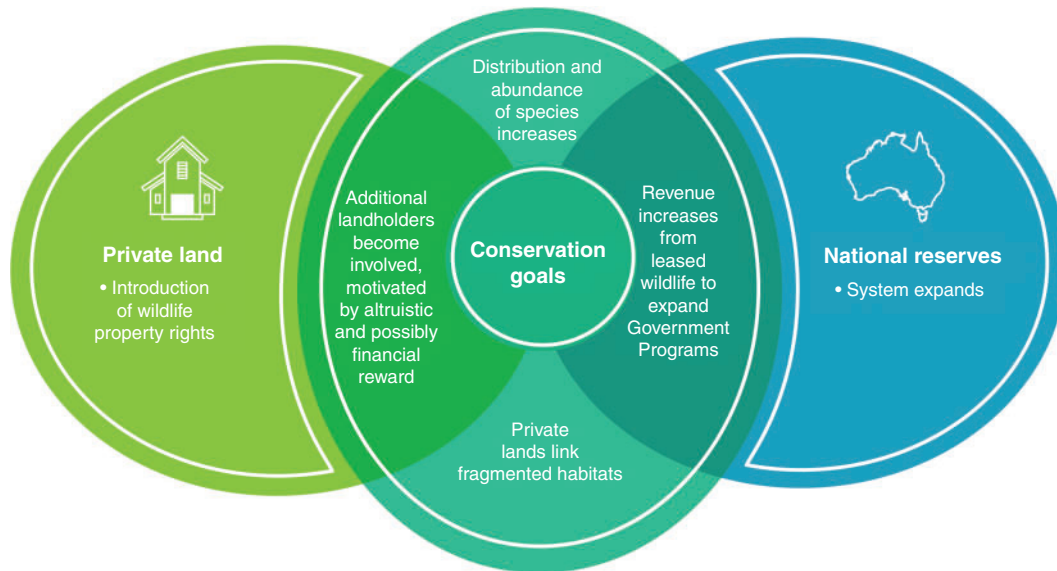 Private land
• Introduction
of wildlife
property rights
Additional
landholders
become
involved,
motivated
by altruistic
and possibly
financial
reward
Distribution and
abundance
of species
increases
Conservation
goals
Private
lands link
fragmented habitats
Revenue
increases
from
leased
wildlife to
expand
Government
Programs
National reserves
• System expands